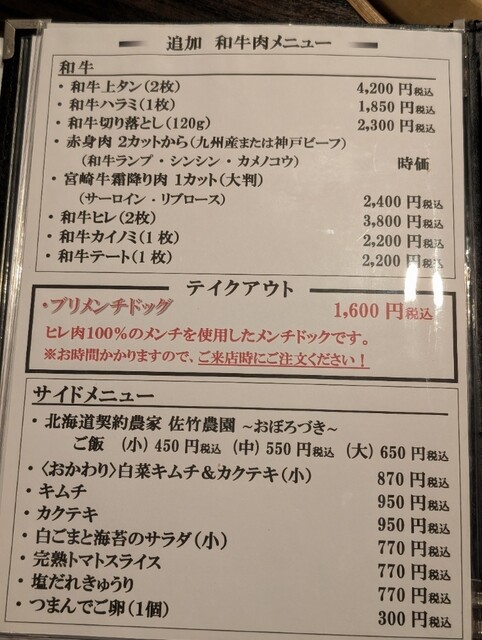 追加 和牛肉メニュー
和牛
・和牛上タン(2枚) 4,200円税込
・和牛ハラミ(1枚) 1,850円税込
・和牛切り落とし(120g) 2,300円税込
・赤身肉 2カットから(九州産または神戸ビーフ)
(和牛ランプ・シンシン・カメノコウ) 時価
・宮崎牛霜降り肉 1カット(大判)
(サーロイン・リブロース) 2,400円税込
・和牛ヒレ(2枚) 3,800円税込
・和牛カイノミ(1枚) 2,200円税込
・和牛テート(1枚) 2,200円税込
テイクアウト
・ブリメンチドッグ 1,600円税込
ヒレ肉100%のメンチを使用したメンチドックです。
※お時間かかりますので、ご来店時にご注文ください!
サイドメニュー
・北海道契約農家 佐竹農園 ~おぼろづき~
ご飯 (小)450円税込 (中)550円税込 (大)650円税込
・〈おかわり〉白菜キムチ&カクテキ(小) 870円税込
・キムチ 950円税込
・カクテキ 950円税込
・白ごまと海苔のサラダ(小) 770円税込
・完熟トマトスライス 770円税込
・塩だれきゅうり 770円税込
・つまんでご卵(1個) 300円税込